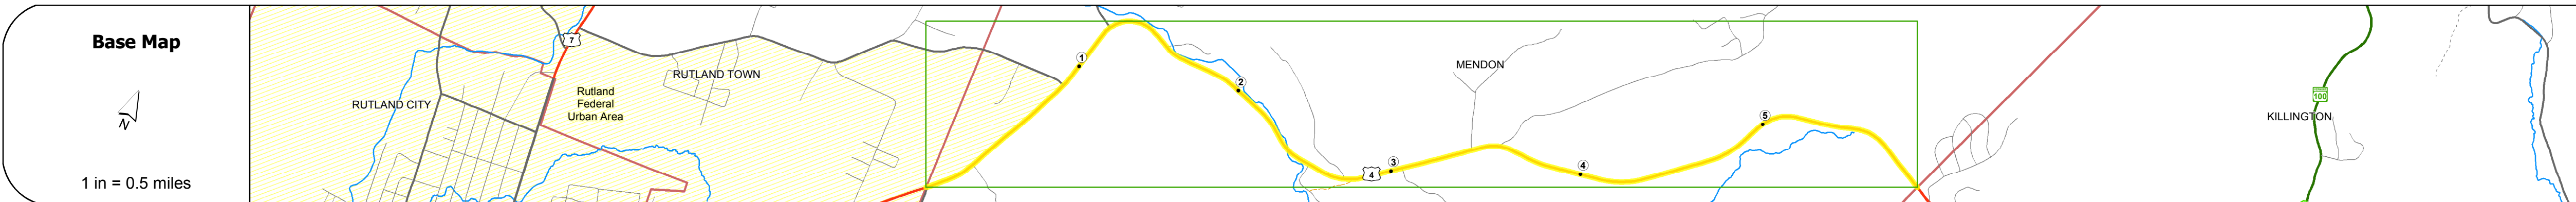 Base Map
N
1 in = 0.5 miles
7
RUTLAND TOWN
RUTLAND CITY
Rutland
Federal
Urban Area
1
2
MENDON
3
4
4
5
100
KILLINGTON